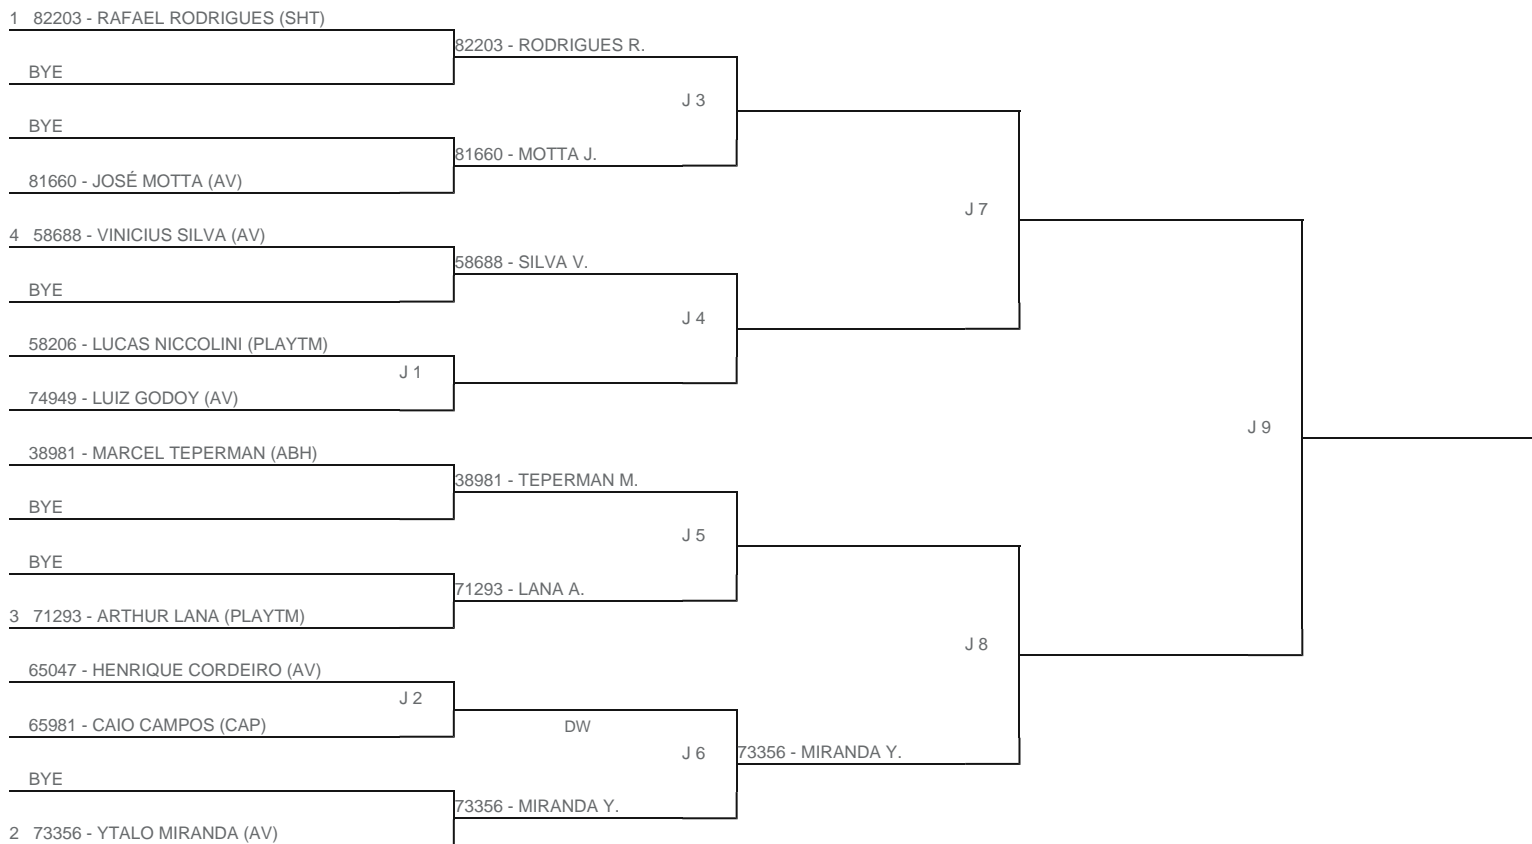 1 82203 - RAFAEL RODRIGUES (SHT)
82203 - RODRIGUES R.
BYE
J 3
BYE
81660 - MOTTA J.
81660 - JOSÉ MOTTA (AV)
J 7
4 58688 - VINICIUS SILVA (AV)
58688 - SILVA V.
BYE
J 4
58206 - LUCAS NICCOLINI (PLAYTM)
J 1
74949 - LUIZ GODOY (AV)
J 9
38981 - MARCEL TEPERMAN (ABH)
38981 - TEPERMAN M.
BYE
J 5
BYE
71293 - LANA A.
3 71293 - ARTHUR LANA (PLAYTM)
J 8
65047 - HENRIQUE CORDEIRO (AV)
J 2
65981 - CAIO CAMPOS (CAP)
DW
J 6
73356 - MIRANDA Y.
BYE
73356 - MIRANDA Y.
2 73356 - YTALO MIRANDA (AV)